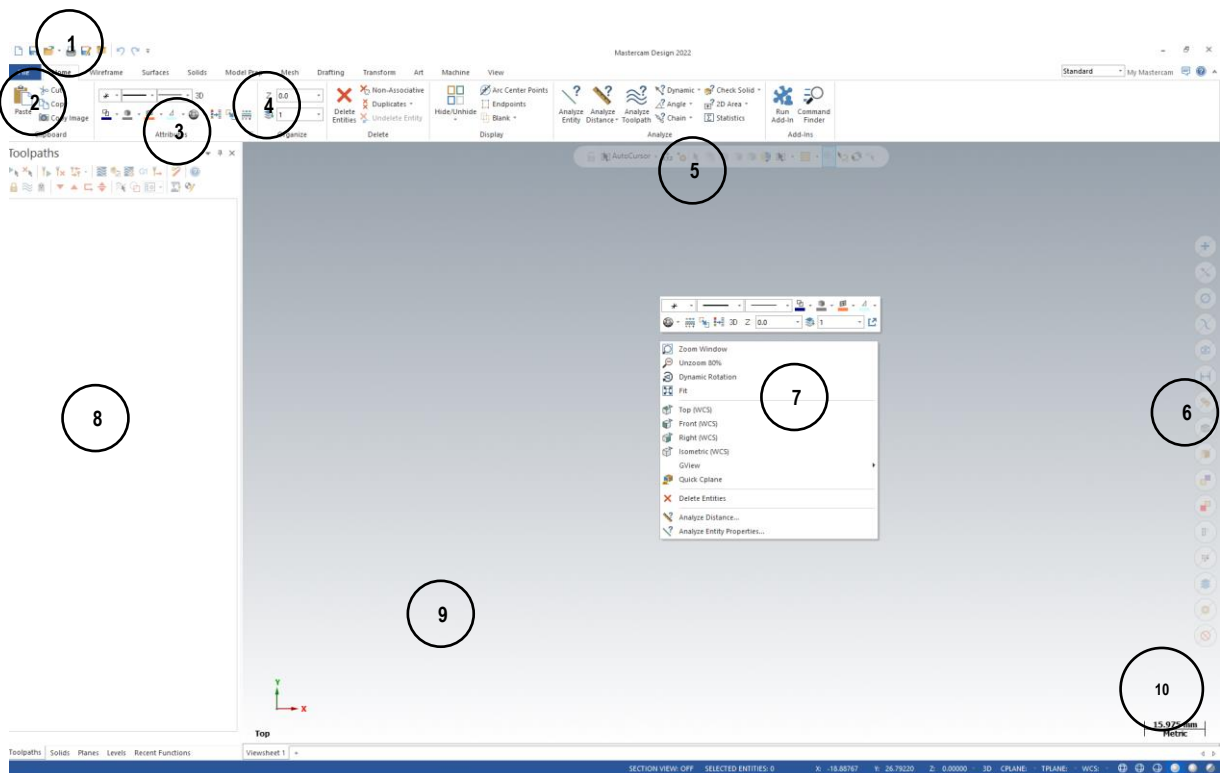 1
Mastercam Design 2022
Home Wireframe Surfaces Solids Model Prep Mesh Drafting Transform Art Machine View
Standard My Mastercam
2
Cut
Copy
Copy Image
Paste
Clipboard
3D
3
Attributes
4
Z 0.0
1
Organize
Delete Entities
Non-Associative
Duplicates
Undelete Entity
Delete
Hide/Unhide
Arc Center Points
Endpoints
Blank
Display
Analyze Entity
Analyze Distance
Analyze Toolpath
Dynamic
Angle
Chain
Check Solid
2D Area
Statistics
Analyze
Run Add-In
Command Finder
Add-Ins
Toolpaths
AutoCursor
5
Z 0.0 1
3D
Zoom Window
Unzoom 80%
Dynamic Rotation
Fit
7
Top (WCS)
Front (WCS)
Right (WCS)
Isometric (WCS)
GView
Quick Cplane
Delete Entities
Analyze Distance...
Analyze Entity Properties...
6
8
9
10
Y
X
15.975 mm
Metric
Top
Toolpaths Solids Planes Levels Recent Functions
Viewsheet 1 +
SECTION VIEW: OFF SELECTED ENTITIES: 0 X: -18.88767 Y: 26.79220 Z: 0.00000 3D CPLANE: TPLANE: WCS: